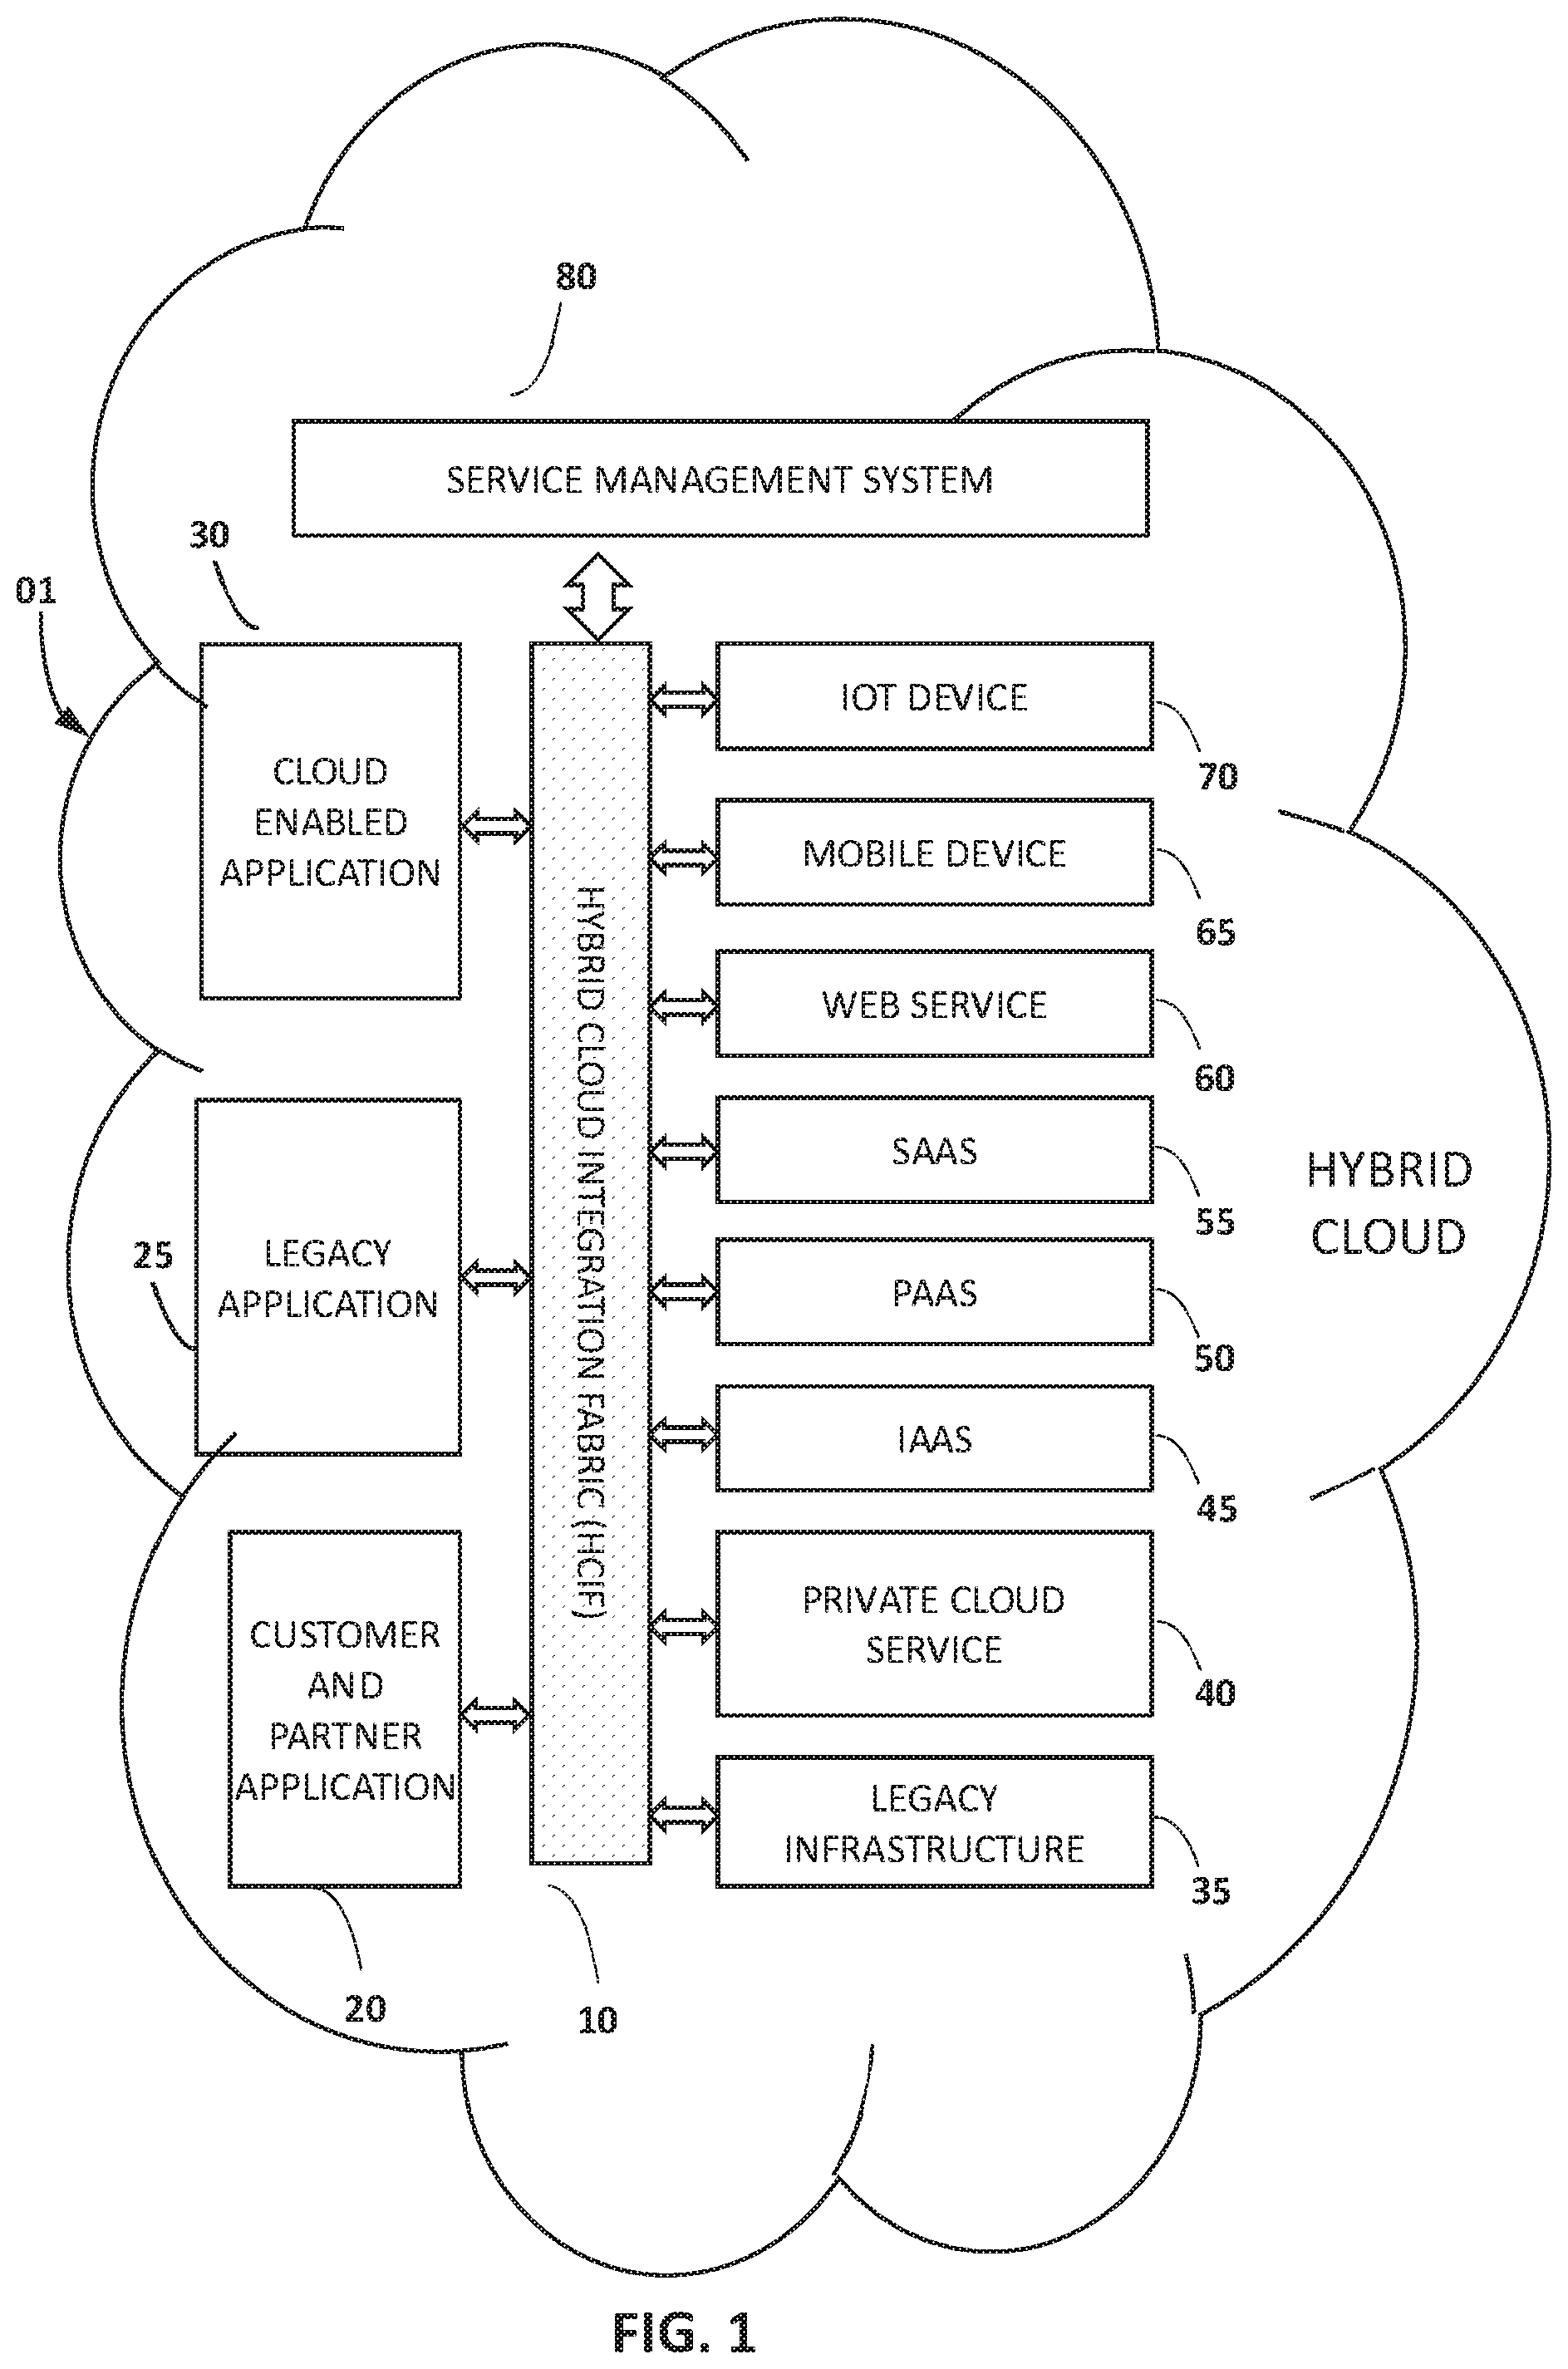 80
SERVICE MANAGEMENT SYSTEM
30
01
CLOUD
ENABLED
APPLICATION
LEGACY
APPLICATION
25
CUSTOMER
AND
PARTNER
APPLICATION
20
HYBRID CLOUD INTEGRATION FABRIC (HCIF)
10
IOT DEVICE
70
MOBILE DEVICE
65
WEB SERVICE
60
SAAS
55
PAAS
50
IAAS
45
PRIVATE CLOUD
SERVICE
40
LEGACY
INFRASTRUCTURE
35
HYBRID
CLOUD
FIG. 1